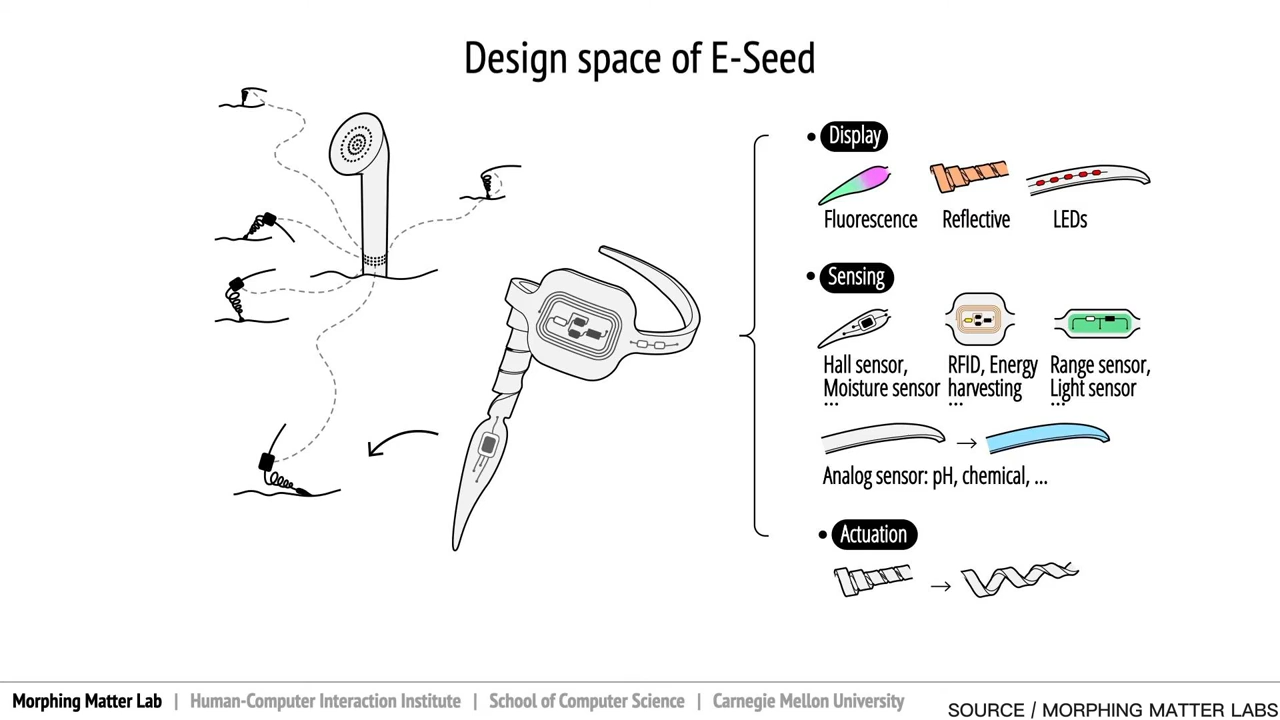 Design space of E-Seed
• Display
Fluorescence
Reflective
LEDs
• Sensing
Hall sensor,
Moisture sensor
...
RFID, Energy
harvesting
...
Range sensor,
Light sensor
...
Analog sensor: pH, chemical, ...
• Actuation
Morphing Matter Lab | Human-Computer Interaction Institute | School of Computer Science | Carnegie Mellon University
SOURCE / MORPHING MATTER LABS